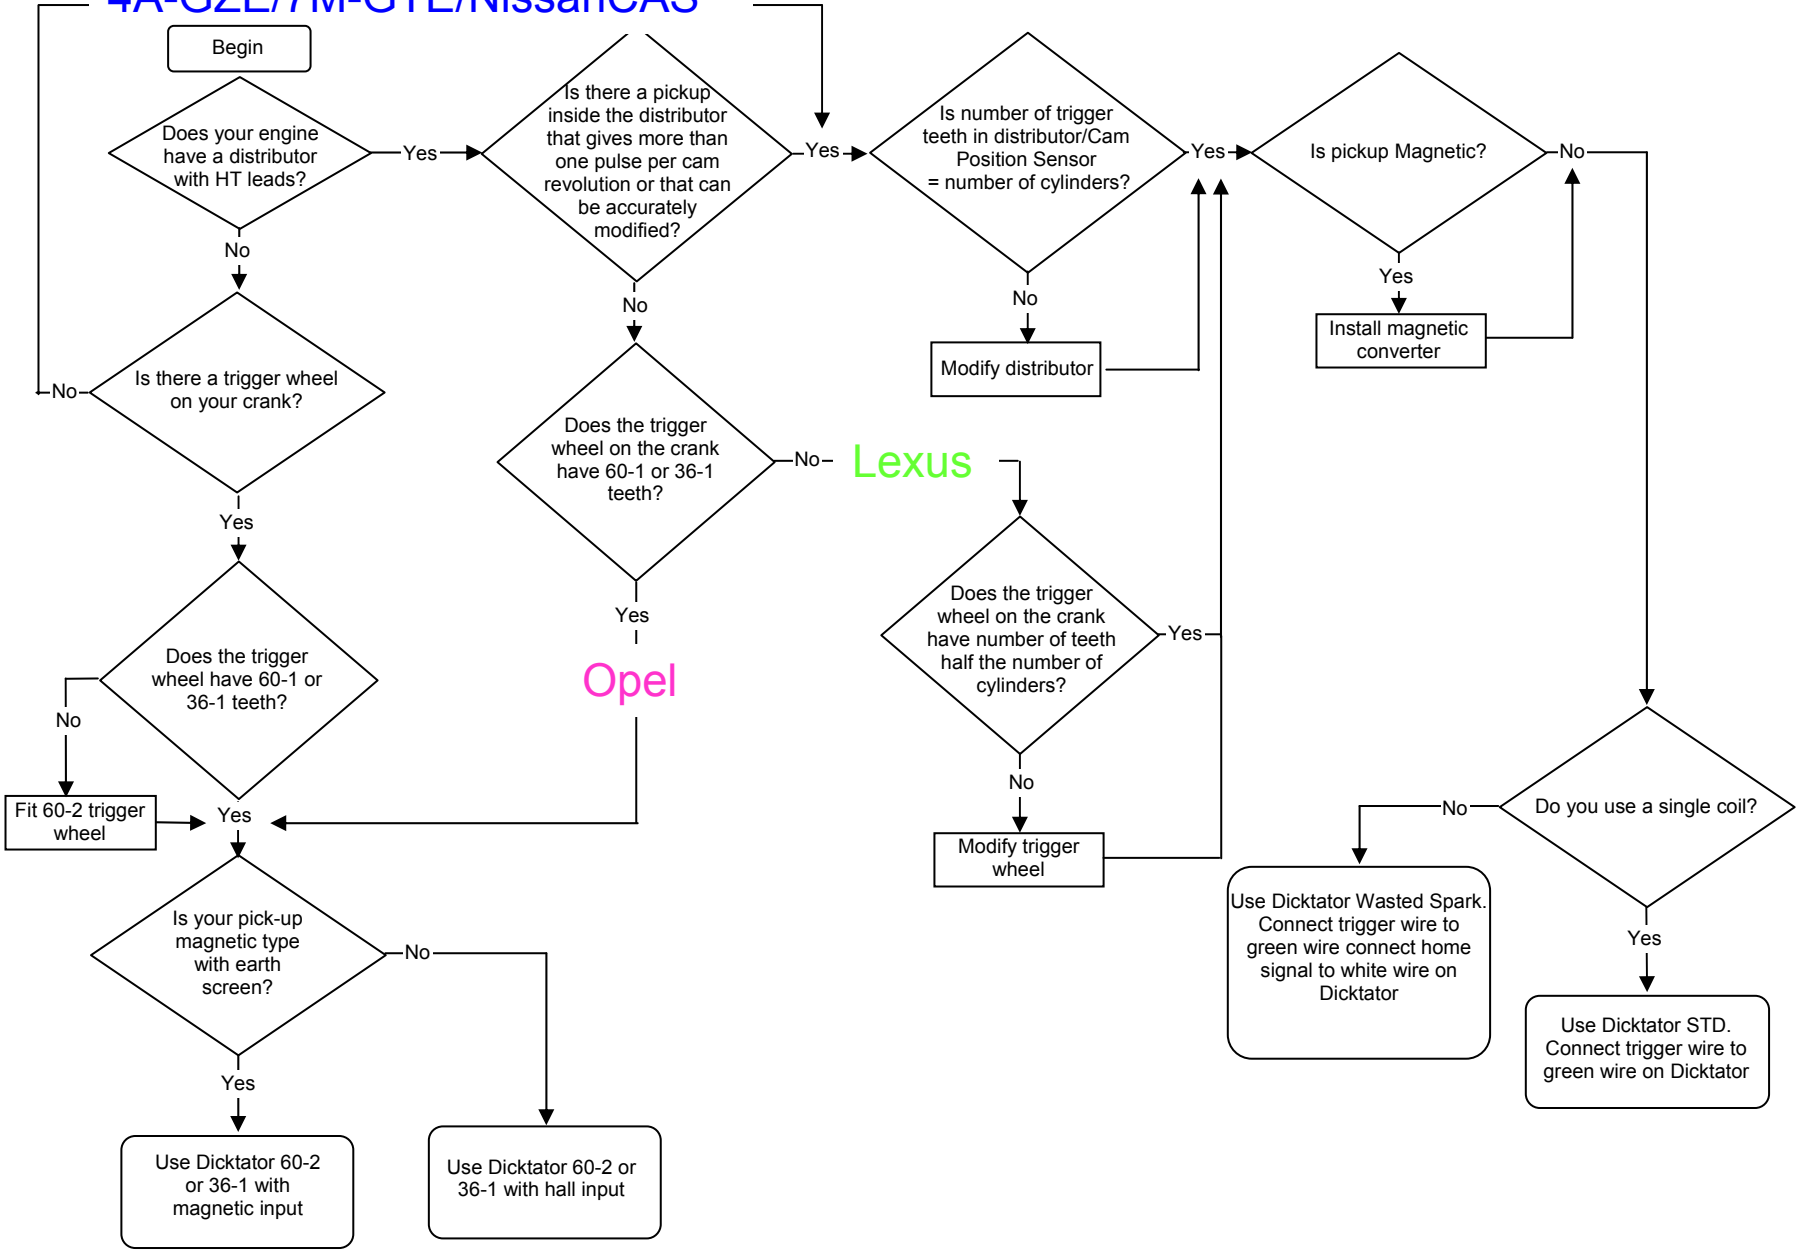 4A-GZE/7M-GTE/NissanCAS
Begin
Does your engine
have a distributor
with HT leads?
Yes
No
Is there a pickup
inside the distributor
that gives more than
one pulse per cam
revolution or that can
be accurately
modified?
Yes
No
Is number of trigger
teeth in distributor/Cam
Position Sensor
= number of cylinders?
Yes
No
Modify distributor
Is pickup Magnetic?
No
Yes
Install magnetic
converter
Is there a trigger wheel
on your crank?
No
Yes
Does the trigger
wheel on the crank
have 60-1 or 36-1
teeth?
No
Lexus
Yes
Opel
Does the trigger
wheel on the crank
have number of teeth
half the number of
cylinders?
Yes
No
Modify trigger
wheel
Does the trigger
wheel have 60-1 or
36-1 teeth?
No
Fit 60-2 trigger
wheel
Yes
Is your pick-up
magnetic type
with earth
screen?
No
Yes
Use Dicktator 60-2
or 36-1 with
magnetic input
Use Dicktator 60-2 or
36-1 with hall input
Do you use a single coil?
No
Use Dicktator Wasted Spark.
Connect trigger wire to
green wire connect home
signal to white wire on
Dicktator
Yes
Use Dicktator STD.
Connect trigger wire to
green wire on Dicktator